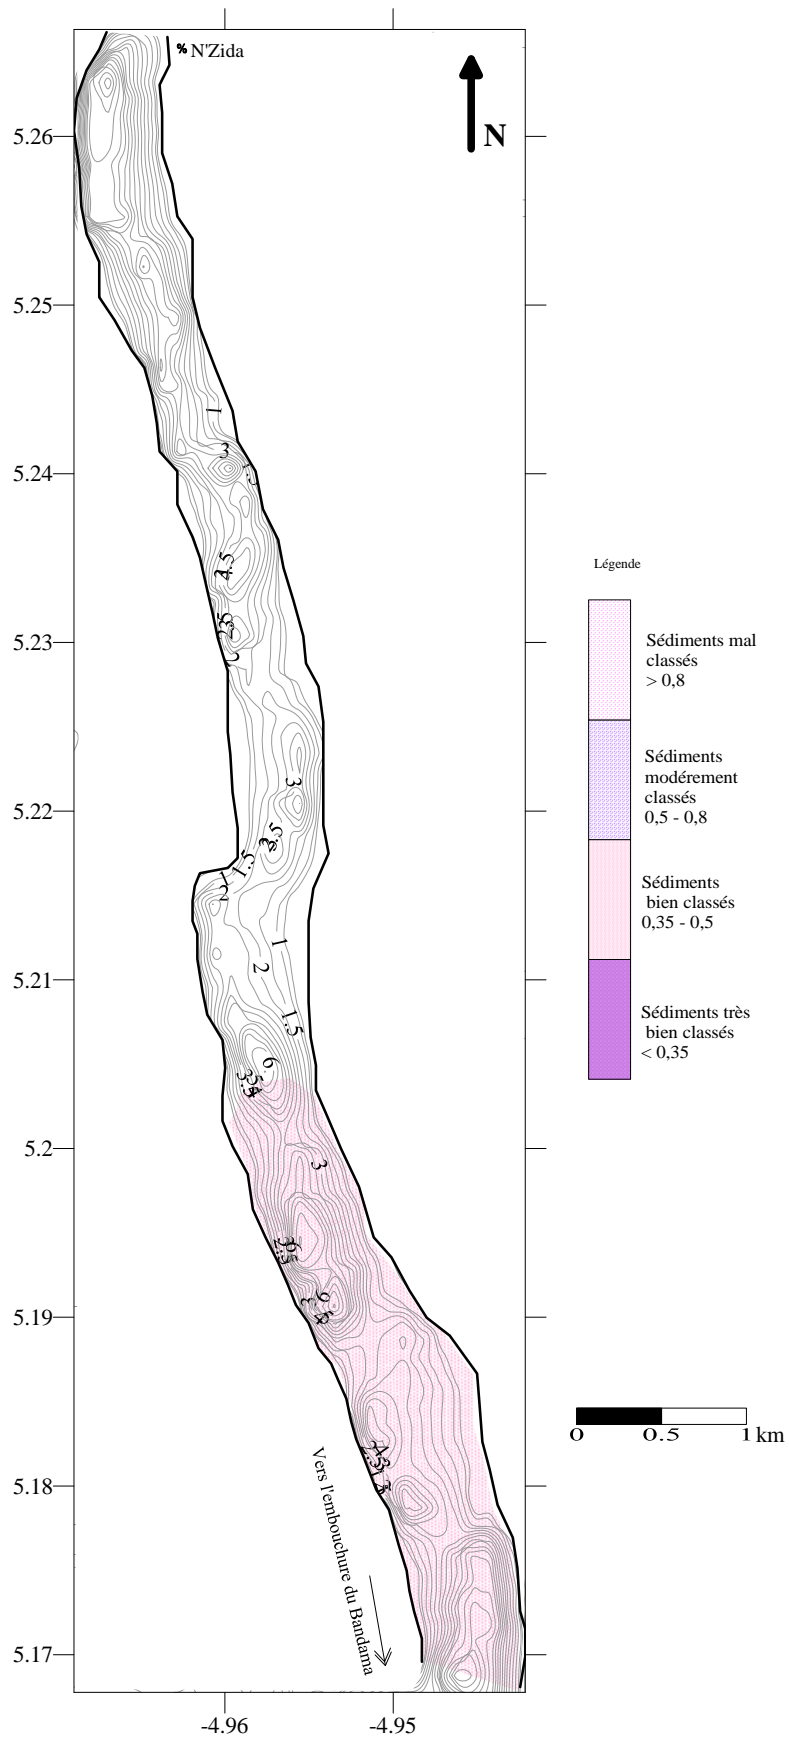 % N'Zida
N
5.26
5.25
5.24
5.23
5.22
5.21
5.2
5.19
5.18
5.17
-4.96
-4.95
1
3
1.5
3
1.5
1
2
1
2
1.5
6
3
Légende
Sédiments mal
classés
> 0,8
Sédiments
modérement
classés
0,5 - 0,8
Sédiments
bien classés
0,35 - 0,5
Sédiments très
bien classés
< 0,35
0 0.5 1 km
Vers l'embouchure du Bandama